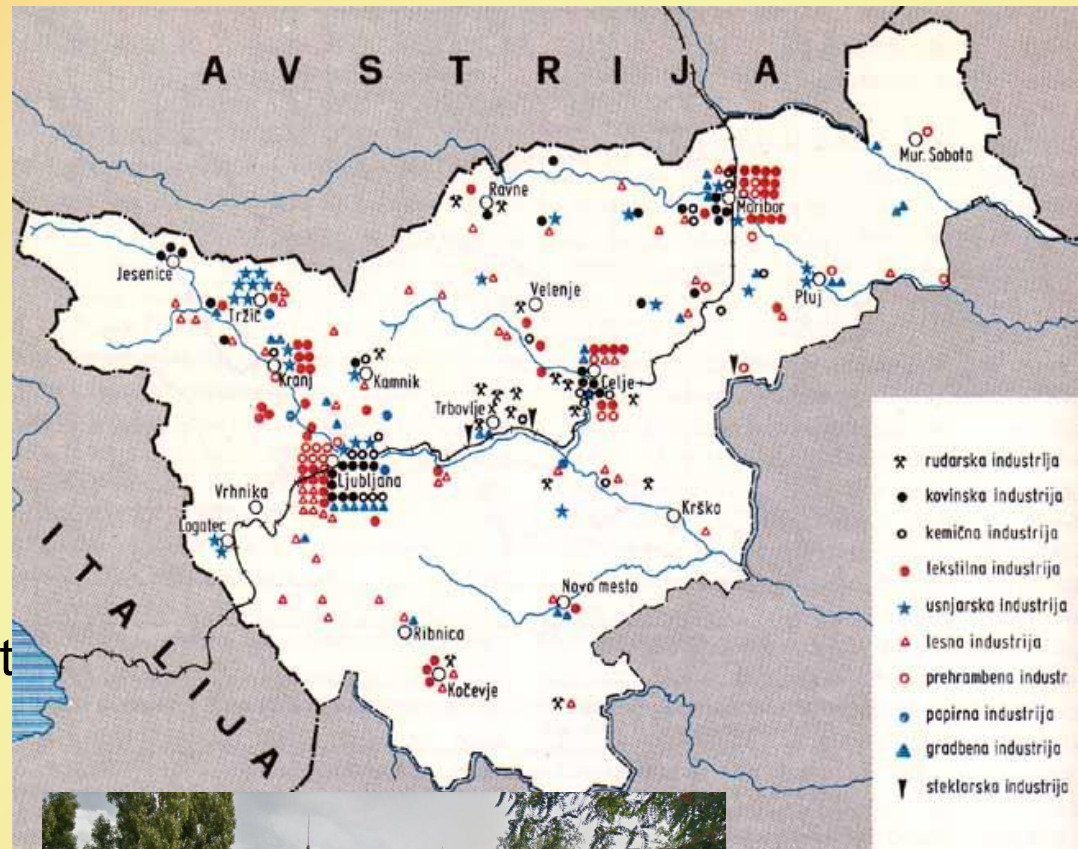 A V S T R I J A
Mur. Sobota
Ravne
Maribor
Jesenice
Velenje
Ptuj
Tržič
Kranj
Kamnik
Celje
Trbovlje
Ljubljana
Vrhnika
Krško
Logatec
Novo mesto
Ribnica
Kočevje
I T A L I J A
t
rudarska industrija
kovinska industrija
kemična industrija
tekstilna industrija
usnjarska industrija
lesna industrija
prehrambena industr.
papirna industrija
gradbena industrija
steklarska industrija